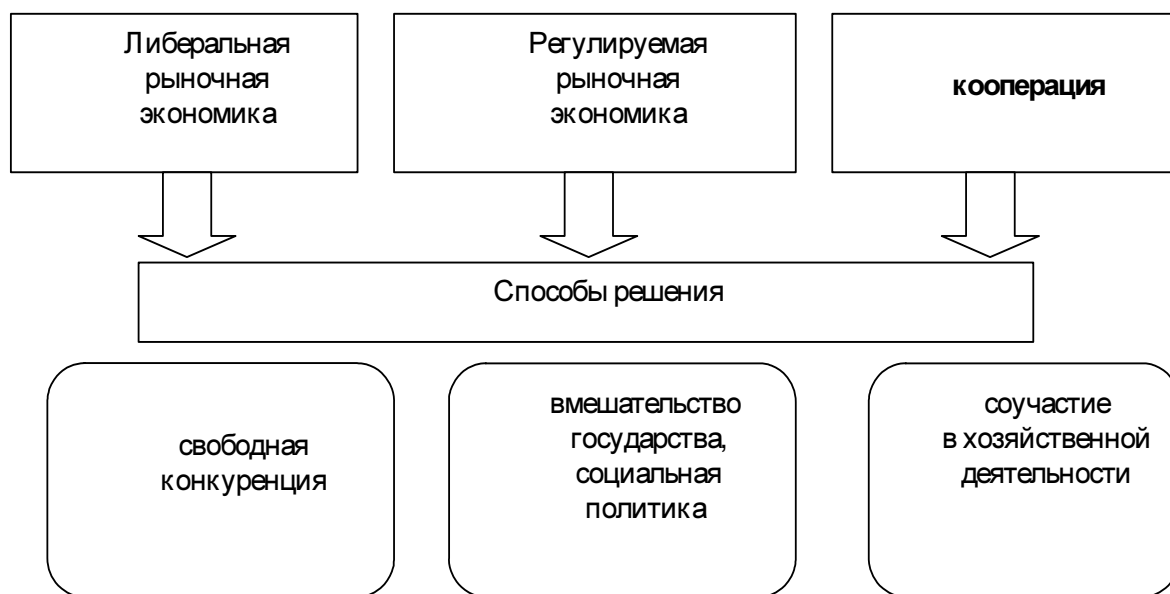 Либеральная
рыночная
экономика
Регулируемая
рыночная
экономика
кооперация
Способы решения
свободная
конкуренция
вмешательство
государства,
социальная
политика
соучастие
в хозяйственной
деятельности